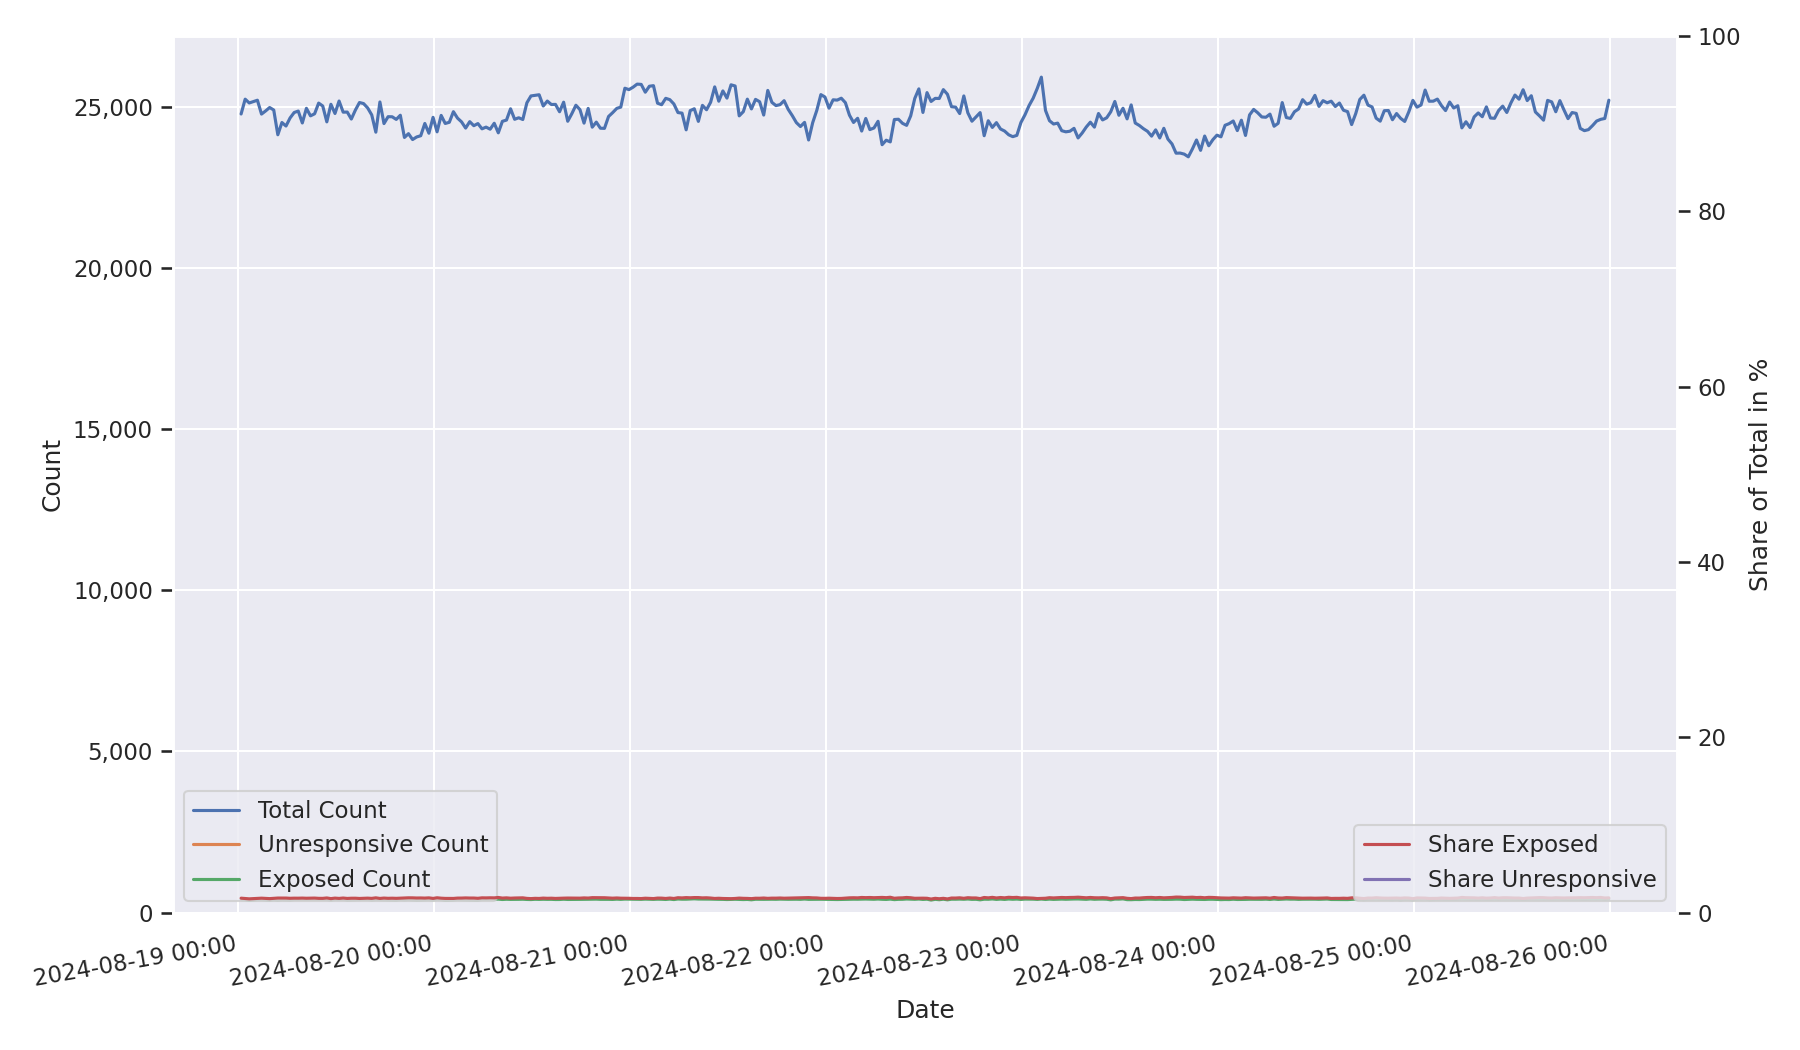 100
25,000
80
20,000
60
15,000
Count
Share of Total in %
40
10,000
20
5,000
Total Count
Unresponsive Count
Exposed Count
Share Exposed
Share Unresponsive
0
0
2024-08-19 00:00
2024-08-20 00:00
2024-08-21 00:00
2024-08-22 00:00
2024-08-23 00:00
2024-08-24 00:00
2024-08-25 00:00
2024-08-26 00:00
Date